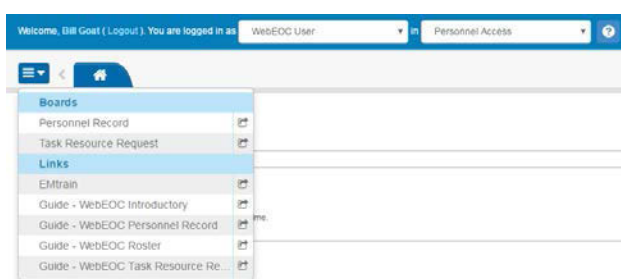 Welcome, Bill Goat ( Logout ). You are logged in as WebEOC User in Personnel Access ?
Boards
Personnel Record
Task Resource Request
Links
EMtrain
Guide - WebEOC Introductory
me.
Guide - WebEOC Personnel Record
Guide - WebEOC Roster
Guide - WebEOC Task Resource Re...